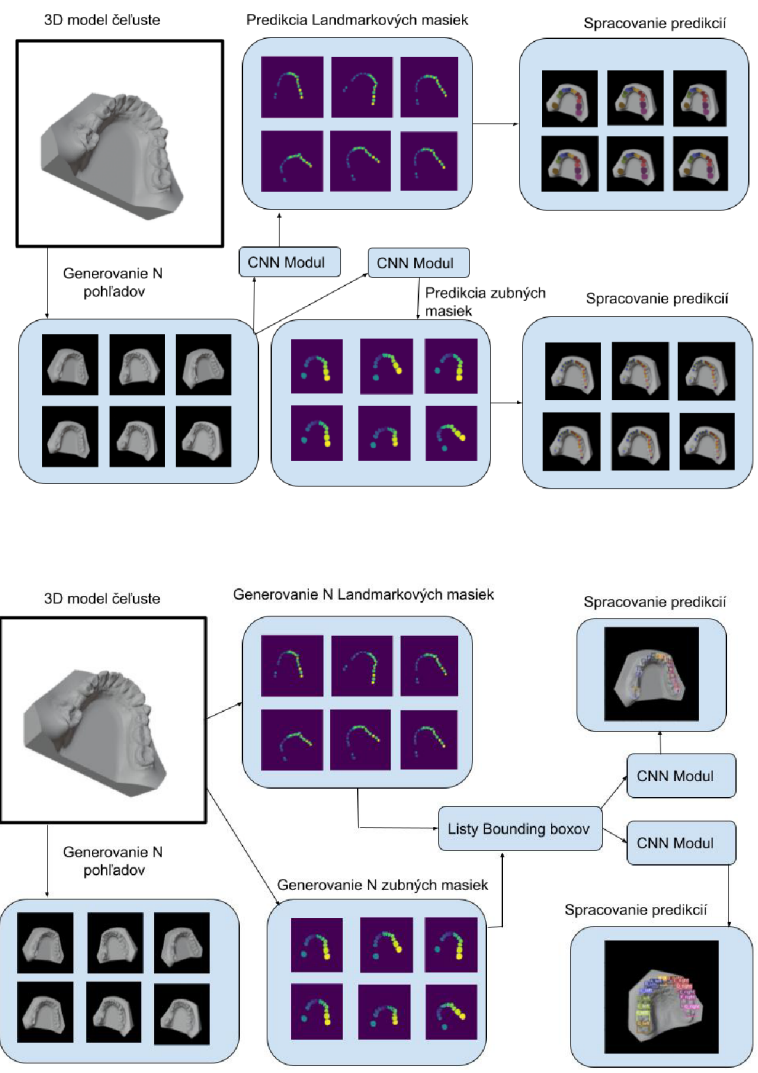 3D model čeľuste
Predikcia Landmarkových masiek
Spracovanie predikcií
CNN Modul
CNN Modul
Generovanie N
pohľadov
Predikcia zubných
masiek
Spracovanie predikcií
3D model čeľuste
Generovanie N Landmarkových masiek
Spracovanie predikcií
CNN Modul
Listy Bounding boxov
CNN Modul
Generovanie N
pohľadov
Generovanie N zubných masiek
Spracovanie predikcií